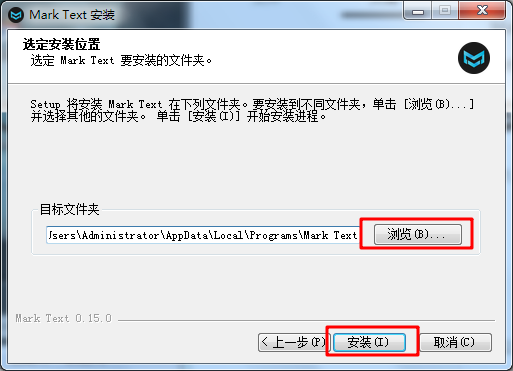 Mark Text 安装
选定安装位置
选定 Mark Text 要安装的文件夹。
Setup 将安装 Mark Text 在下列文件夹。要安装到不同文件夹，单击 [浏览(B)...]
并选择其他的文件夹。 单击 [安装(I)] 开始安装进程。
目标文件夹
Jsers\Administrator\AppData\Local\Programs\Mark Text
浏览(B)...
Mark Text 0.15.0
< 上一步(P)
安装(I)
取消(C)